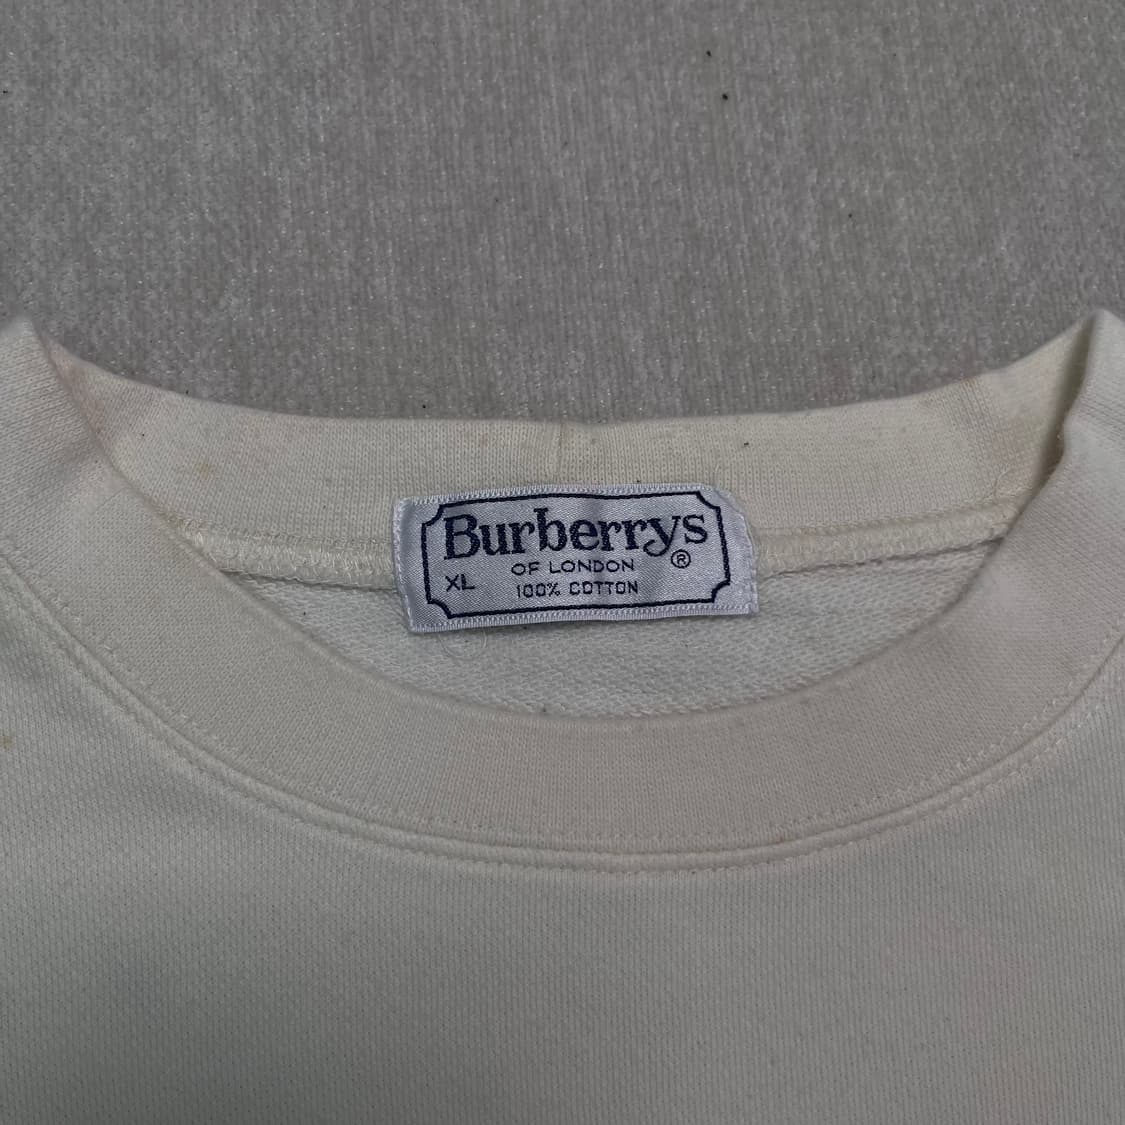 Burberrys
OF LONDON ®
XL 100% COTTON